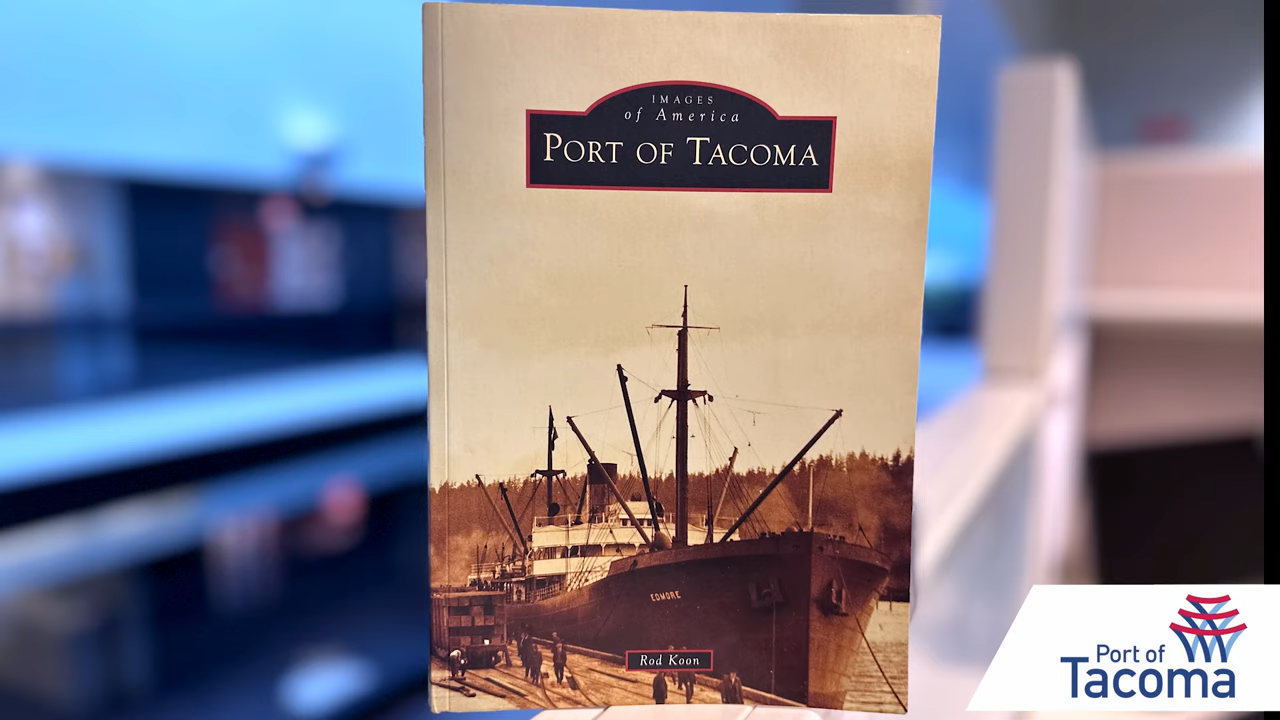 IMAGES
of America
PORT OF TACOMA
EDMORE
Rod Koon
Port of
Tacoma